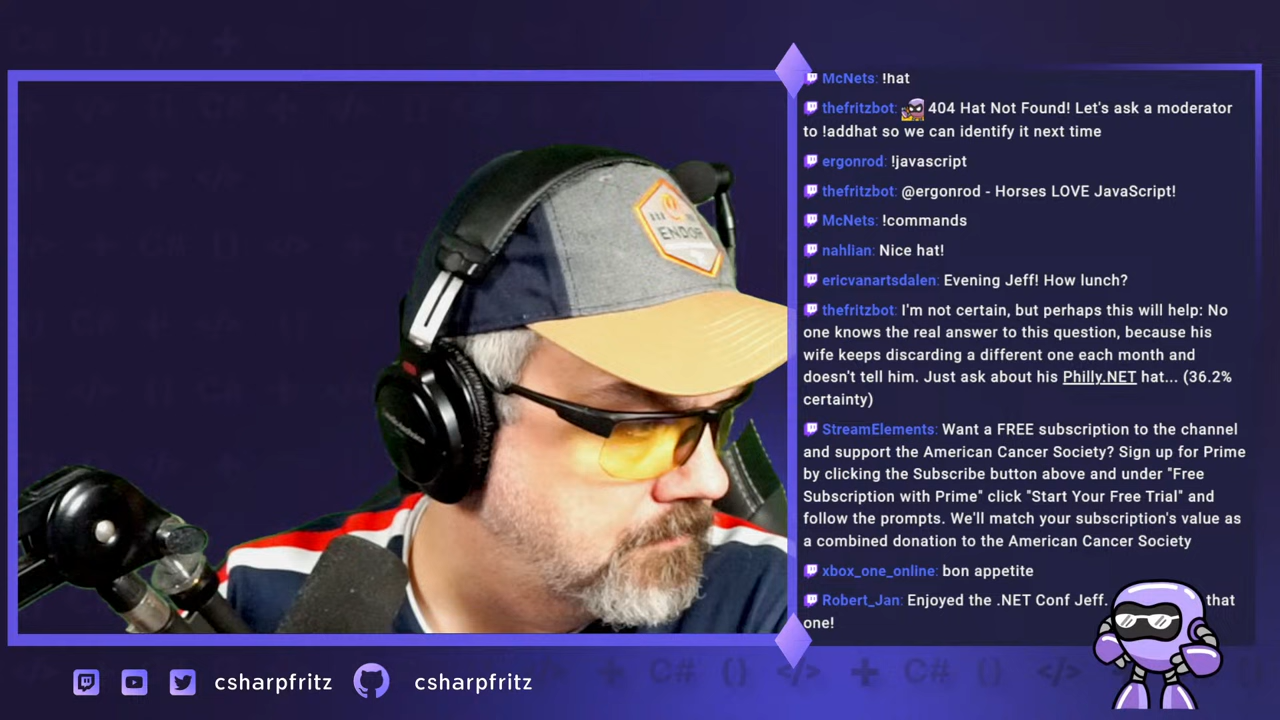 McNets: !hat
thefritzbot: 404 Hat Not Found! Let's ask a moderator
to !addhat so we can identify it next time
ergonrod: !javascript
thefritzbot: @ergonrod - Horses LOVE JavaScript!
McNets: !commands
nahlian: Nice hat!
ericvanartsdalen: Evening Jeff! How lunch?
thefritzbot: I'm not certain, but perhaps this will help: No
one knows the real answer to this question, because his
wife keeps discarding a different one each month and
doesn't tell him. Just ask about his Philly.NET hat... (36.2%
certainty)
StreamElements: Want a FREE subscription to the channel
and support the American Cancer Society? Sign up for Prime
by clicking the Subscribe button above and under "Free
Subscription with Prime" click "Start Your Free Trial" and
follow the prompts. We'll match your subscription's value as
a combined donation to the American Cancer Society
xbox_one_online: bon appetite
Robert_Jan: Enjoyed the .NET Conf Jeff. that
one!
ENDOR
csharpfritz csharpfritz
C# {} </> + C# {} </>